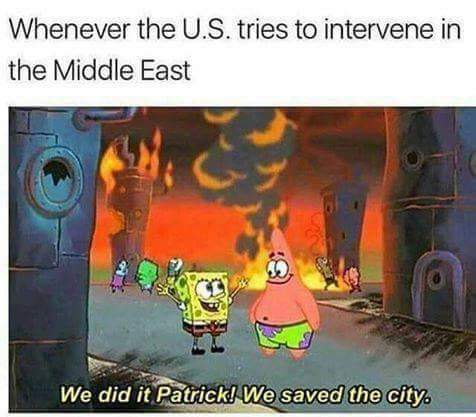 Whenever the U.S. tries to intervene in
the Middle East
We did it Patrick! We saved the city.